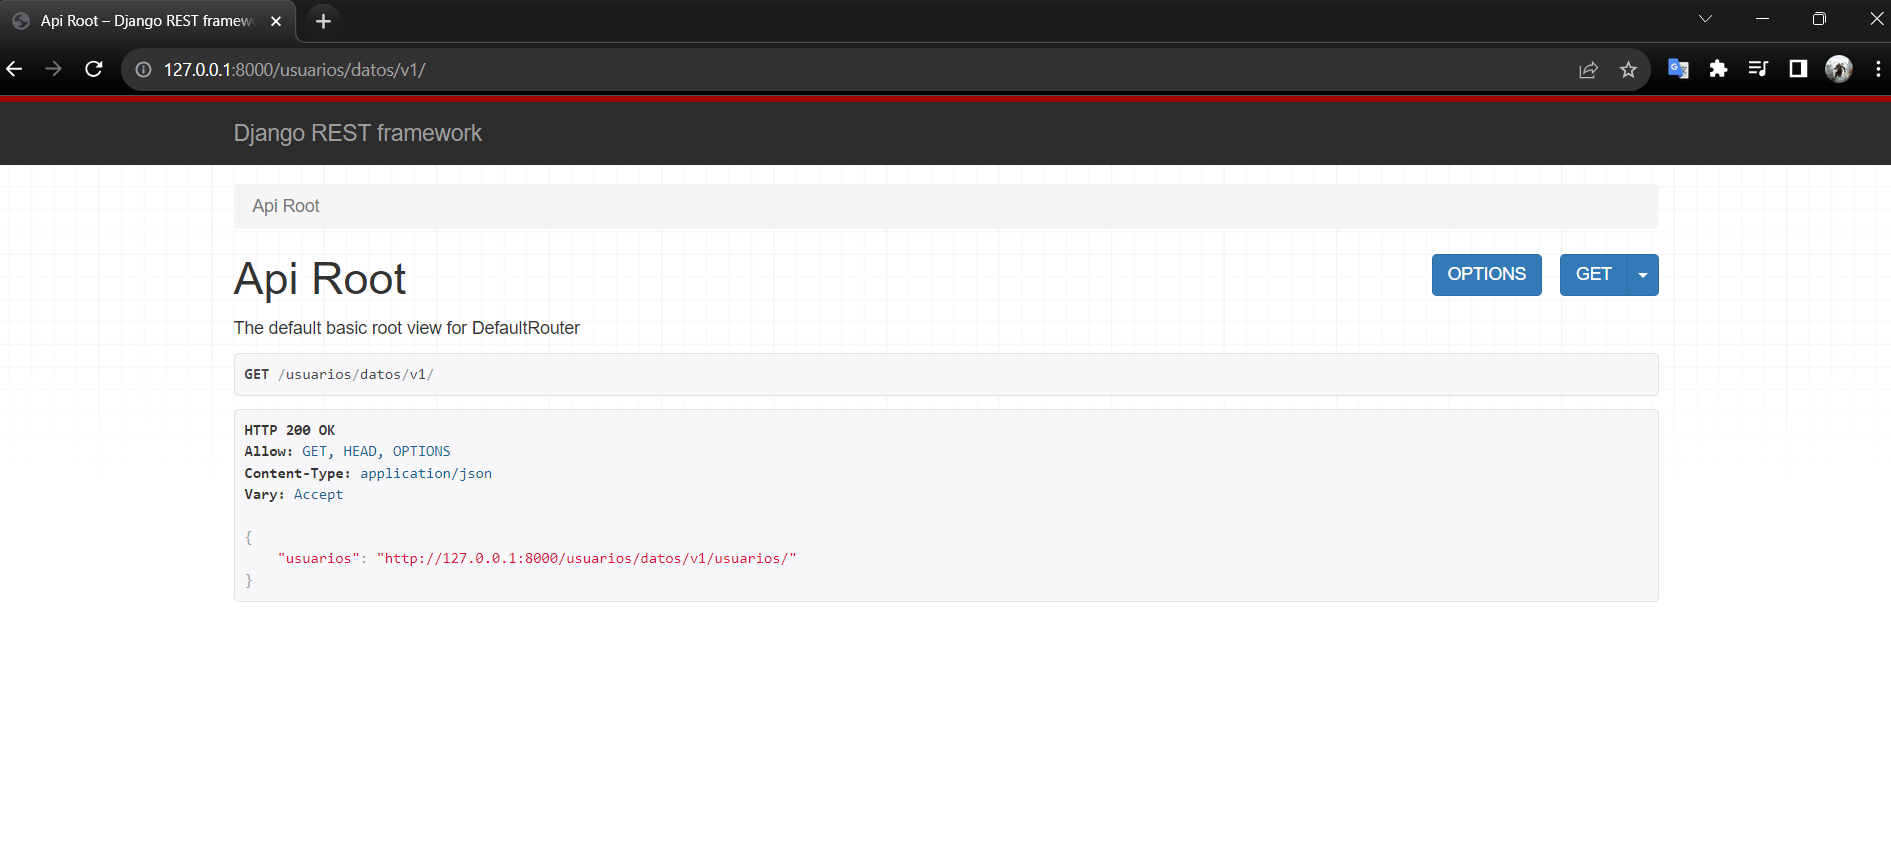 Api Root – Django REST framew
127.0.0.1:8000/usuarios/datos/v1/
Django REST framework
Api Root
Api Root
OPTIONS
GET
The default basic root view for DefaultRouter
GET /usuarios/datos/v1/
HTTP 200 OK
Allow: GET, HEAD, OPTIONS
Content-Type: application/json
Vary: Accept
{
"usuarios": "http://127.0.0.1:8000/usuarios/datos/v1/usuarios/"
}